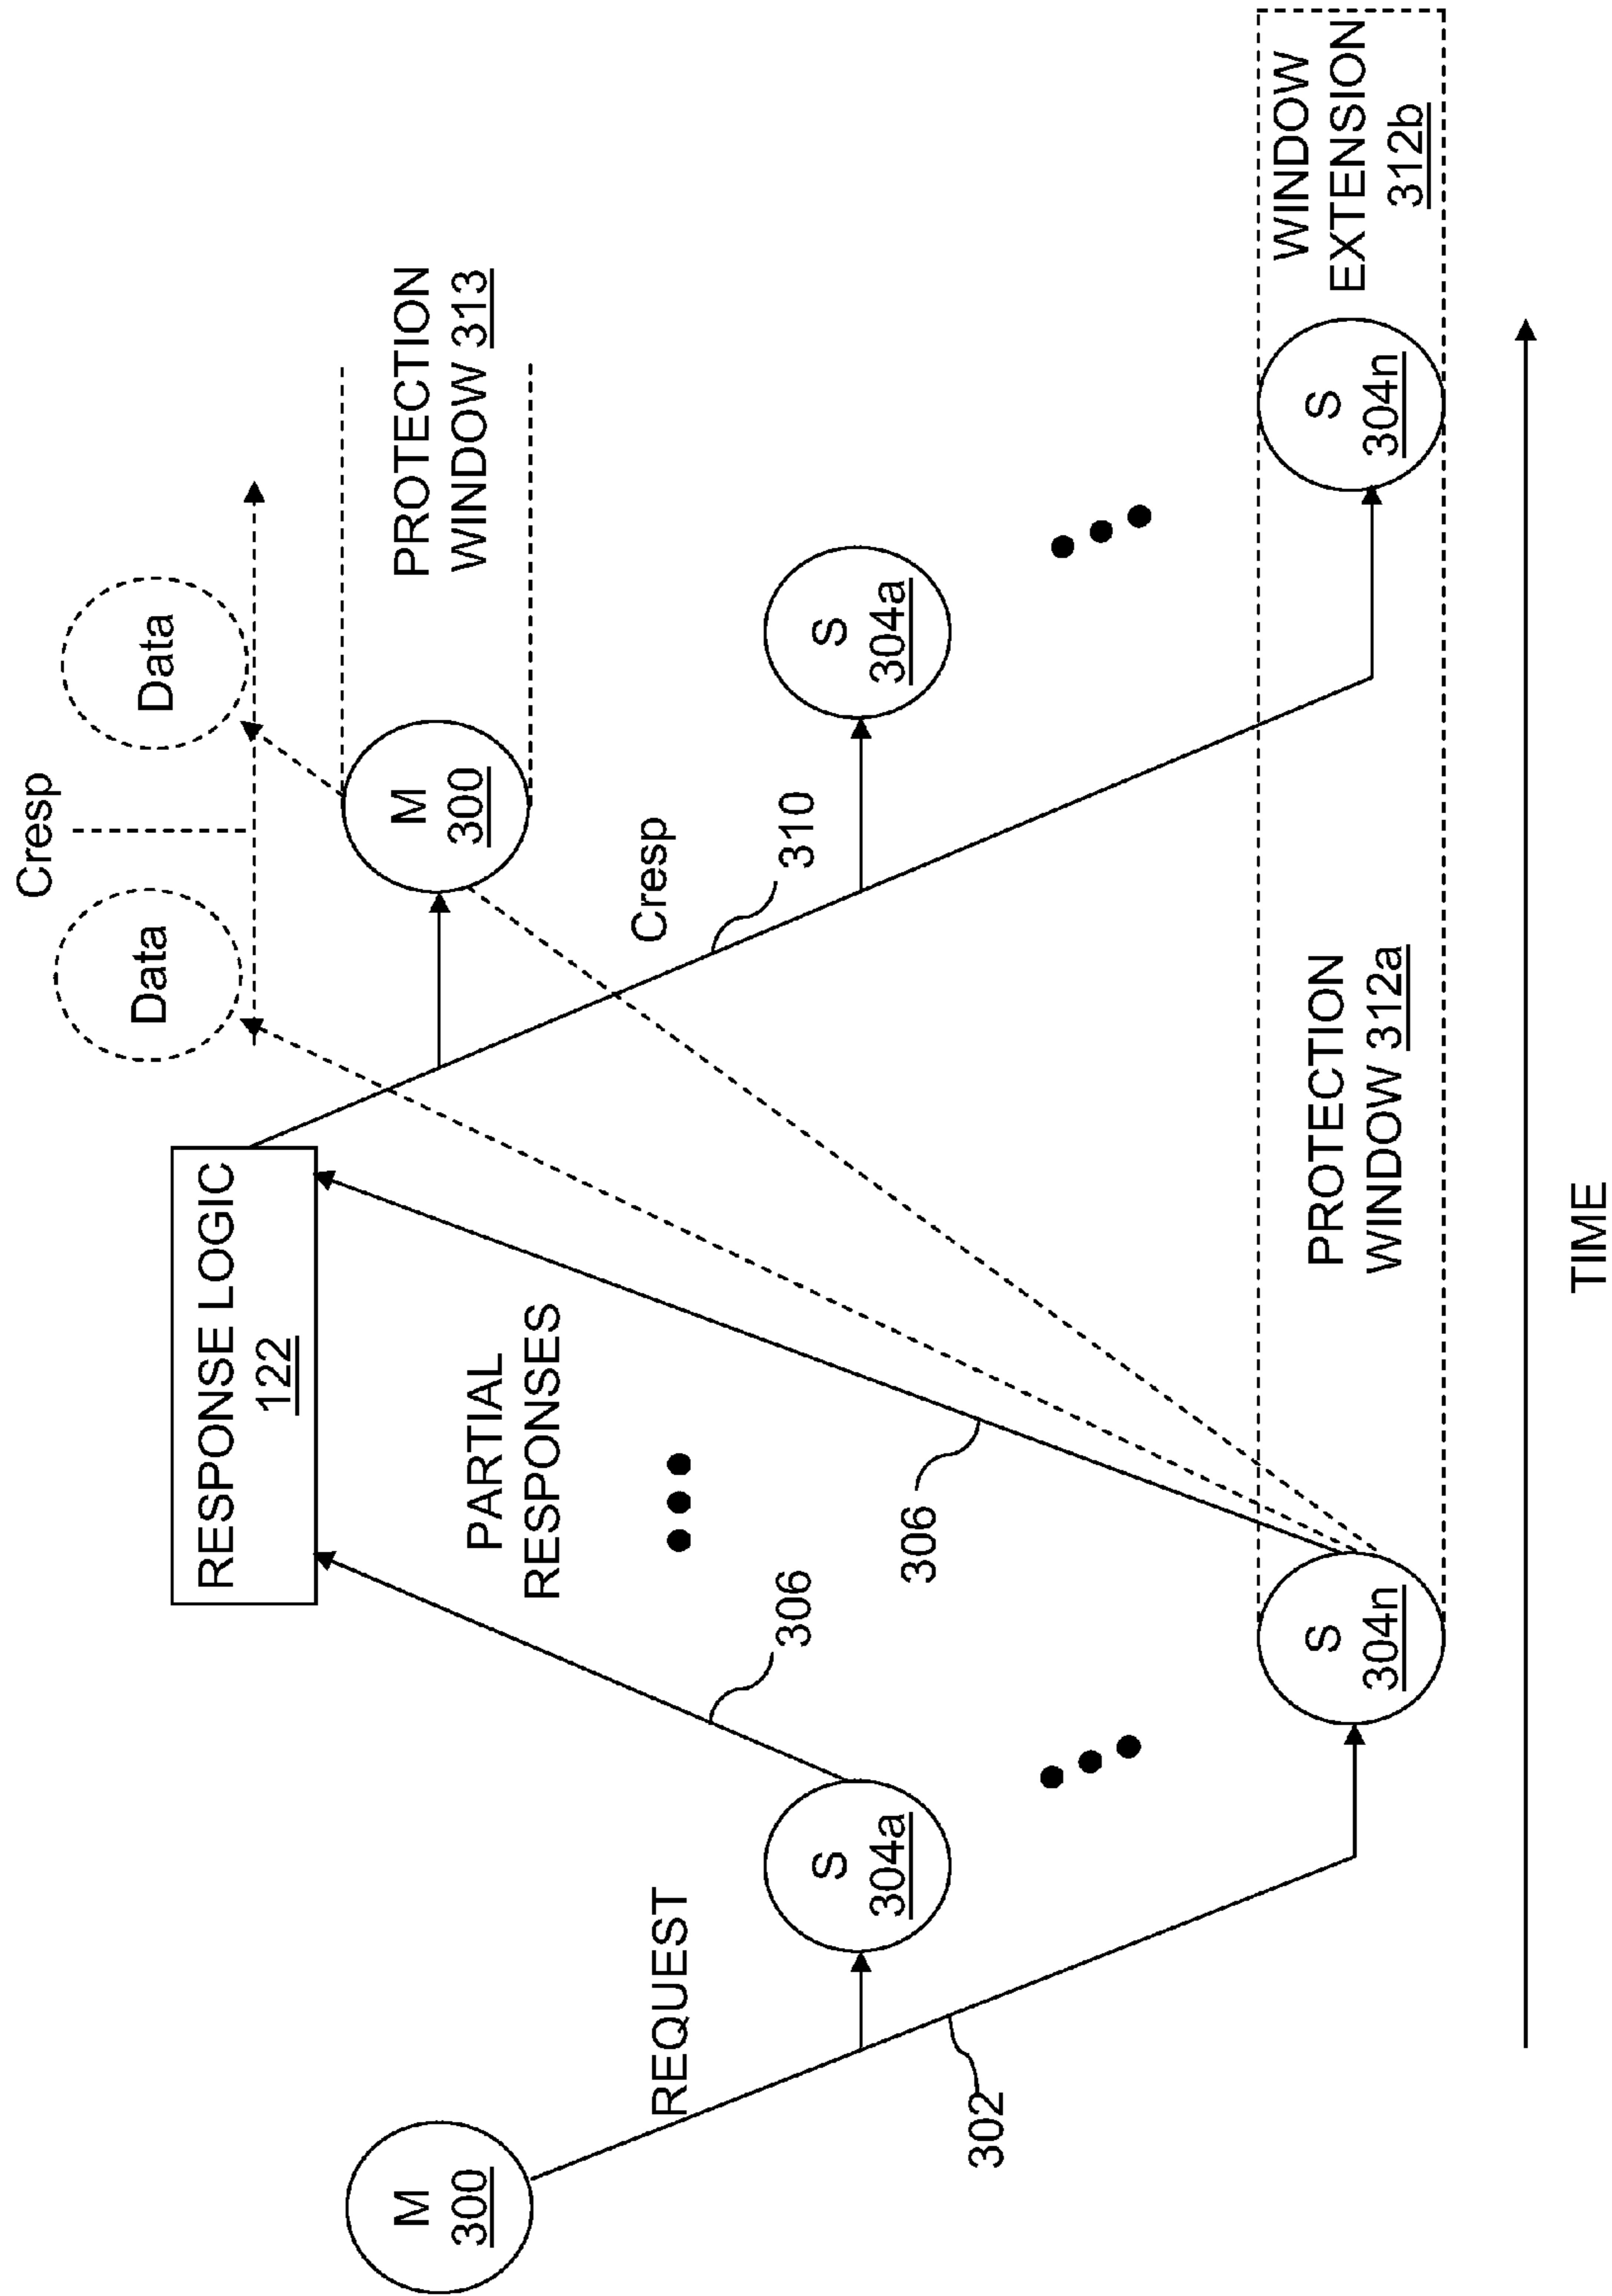 Cresp
Data
Data
RESPONSE LOGIC
122
M
300
M
300
PROTECTION
WINDOW 313
PARTIAL
RESPONSES
REQUEST
Cresp
306
310
S
304a
S
304a
302
306
S
304n
PROTECTION
WINDOW 312a
S
304n
WINDOW
EXTENSION
312b
TIME